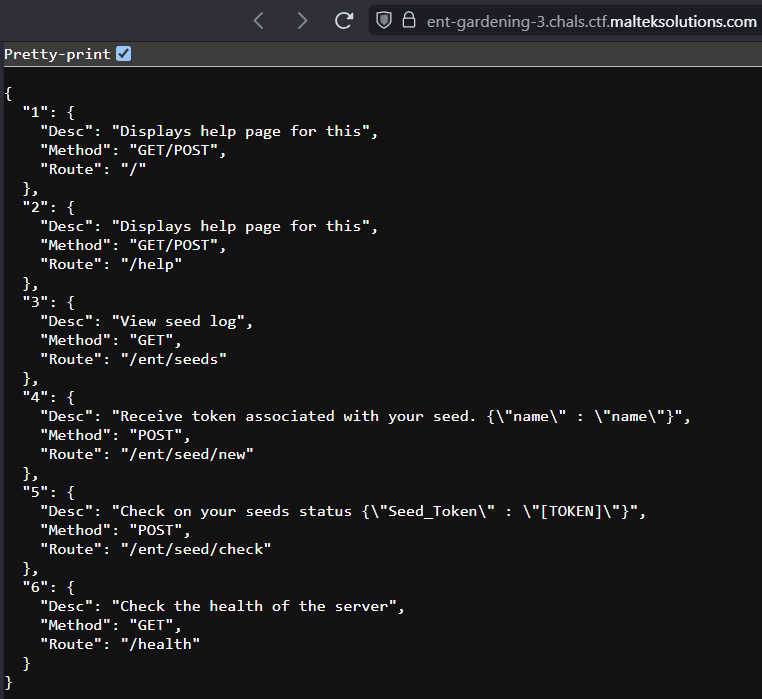 ent-gardening-3.chals.ctf.malteksolutions.com
Pretty-print
{
  "1": {
    "Desc": "Displays help page for this",
    "Method": "GET/POST",
    "Route": "/"
  },
  "2": {
    "Desc": "Displays help page for this",
    "Method": "GET/POST",
    "Route": "/help"
  },
  "3": {
    "Desc": "View seed log",
    "Method": "GET",
    "Route": "/ent/seeds"
  },
  "4": {
    "Desc": "Receive token associated with your seed. {\"name\" : \"name\"}",
    "Method": "POST",
    "Route": "/ent/seed/new"
  },
  "5": {
    "Desc": "Check on your seeds status {\"Seed_Token\" : \"[TOKEN]\"}",
    "Method": "POST",
    "Route": "/ent/seed/check"
  },
  "6": {
    "Desc": "Check the health of the server",
    "Method": "GET",
    "Route": "/health"
  }
}